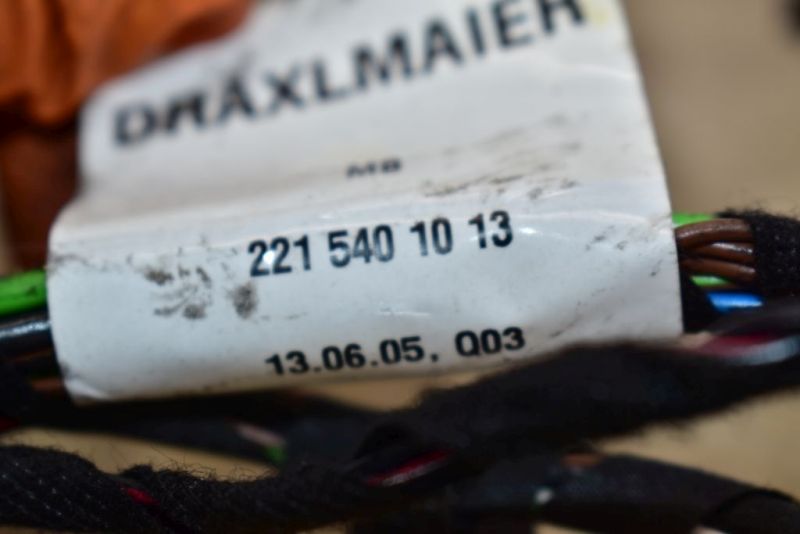 DRÄXLMAIER
MB
221 540 10 13
13.06.05, Q03